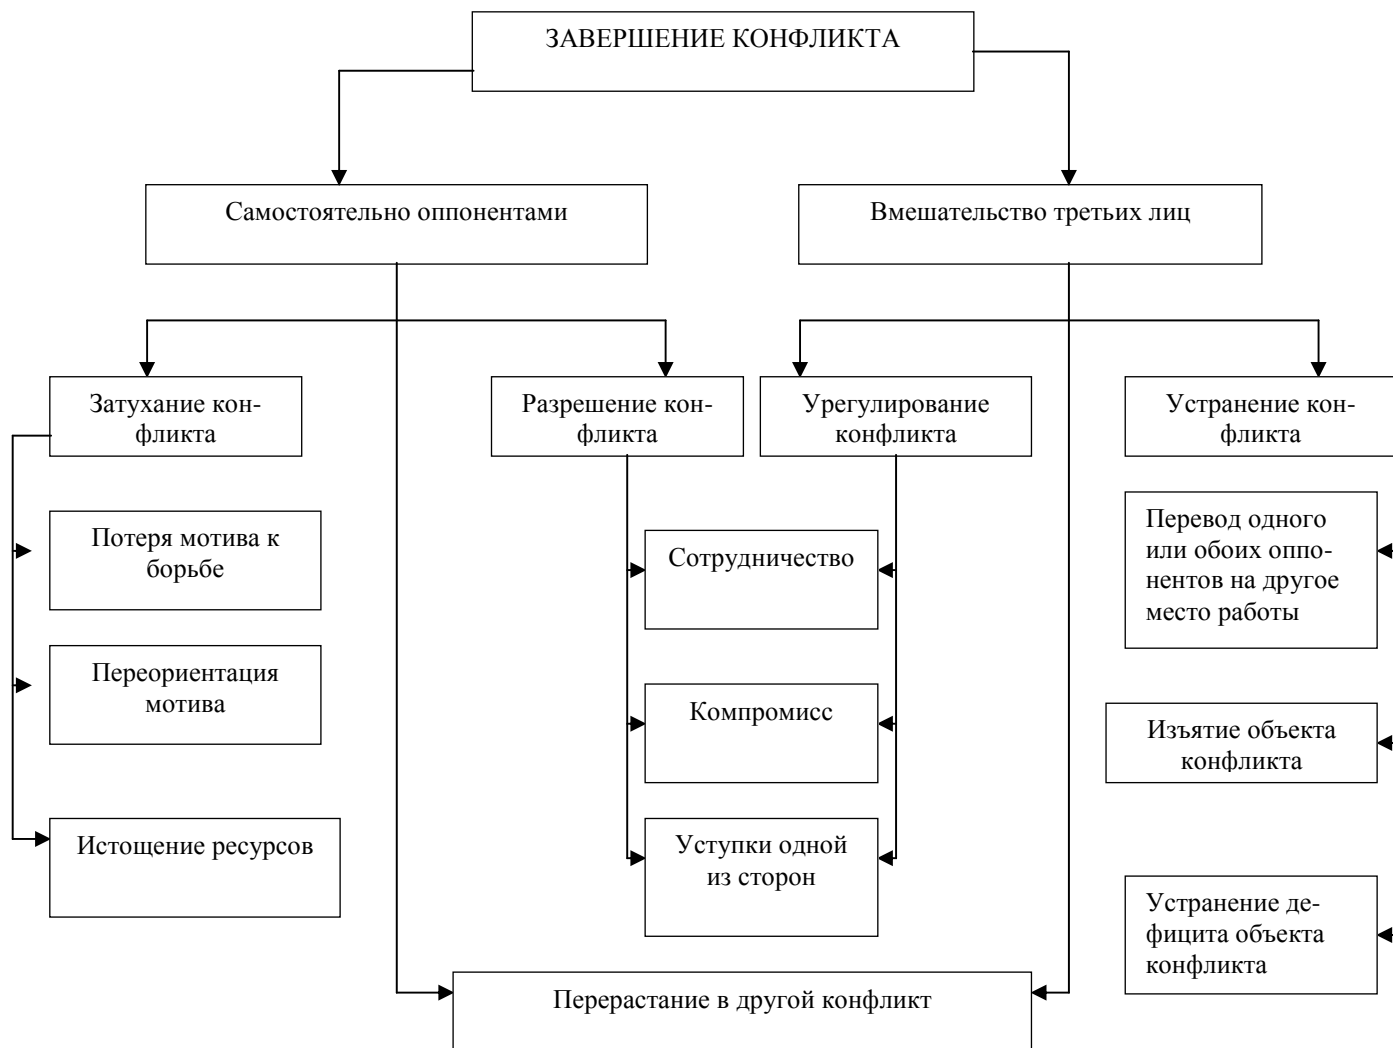 ЗАВЕРШЕНИЕ КОНФЛИКТА
Самостоятельно оппонентами
Вмешательство третьих лиц
Затухание кон-
фликта
Разрешение кон-
фликта
Урегулирование
конфликта
Устранение кон-
фликта
Потеря мотива к
борьбе
Сотрудничество
Перевод одного
или обоих оппо-
нентов на другое
место работы
Переориентация
мотива
Компромисс
Изъятие объекта
конфликта
Истощение ресурсов
Уступки одной
из сторон
Устранение де-
фицита объекта
конфликта
Перерастание в другой конфликт